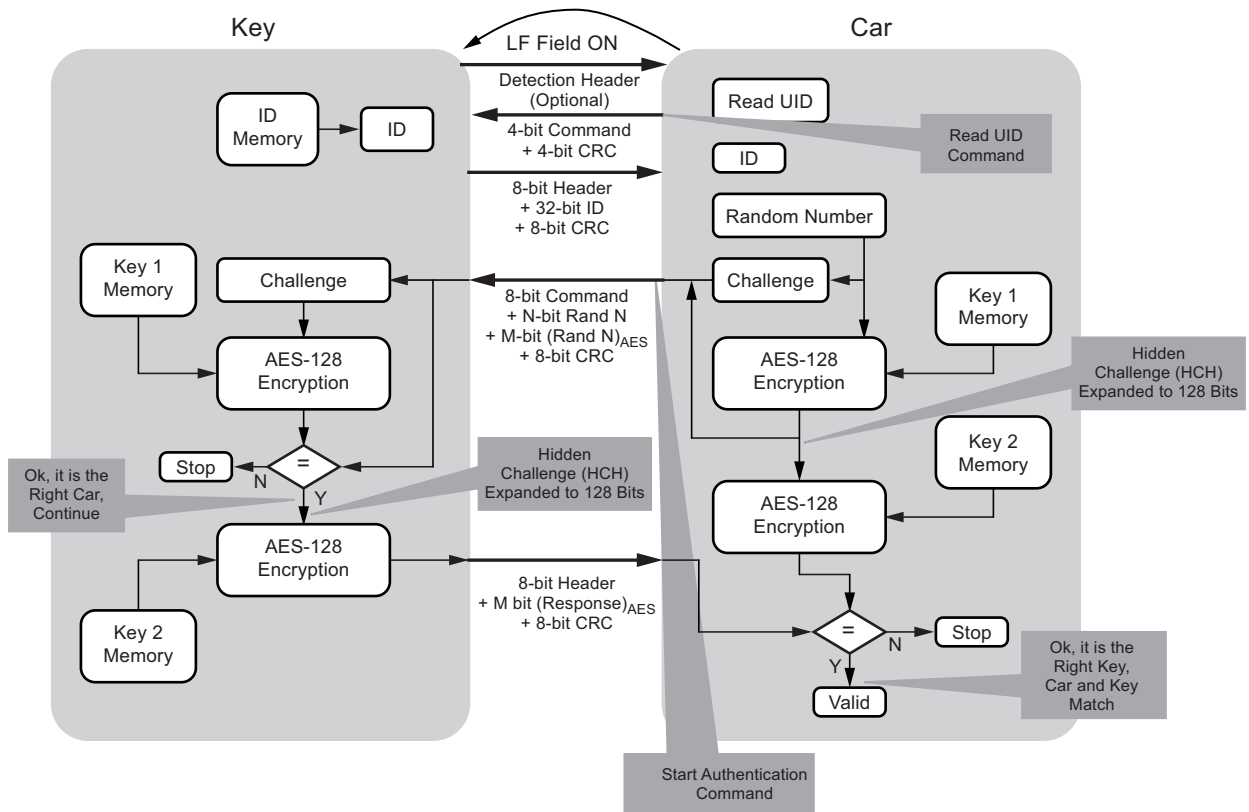 Key
Car
LF Field ON
Detection Header
(Optional)
ID
Memory
ID
Read UID
4-bit Command
+ 4-bit CRC
Read UID
Command
ID
8-bit Header
+ 32-bit ID
+ 8-bit CRC
Random Number
Key 1
Memory
Challenge
Challenge
8-bit Command
+ N-bit Rand N
+ M-bit (Rand N)AES
+ 8-bit CRC
Key 1
Memory
AES-128
Encryption
AES-128
Encryption
Hidden
Challenge (HCH)
Expanded to 128 Bits
=
Stop
N
Y
Ok, it is the
Right Car,
Continue
Hidden
Challenge (HCH)
Expanded to 128 Bits
Key 2
Memory
AES-128
Encryption
AES-128
Encryption
8-bit Header
+ M bit (Response)AES
+ 8-bit CRC
Key 2
Memory
=
N
Stop
Y
Valid
Ok, it is the
Right Key,
Car and Key
Match
Start Authentication
Command